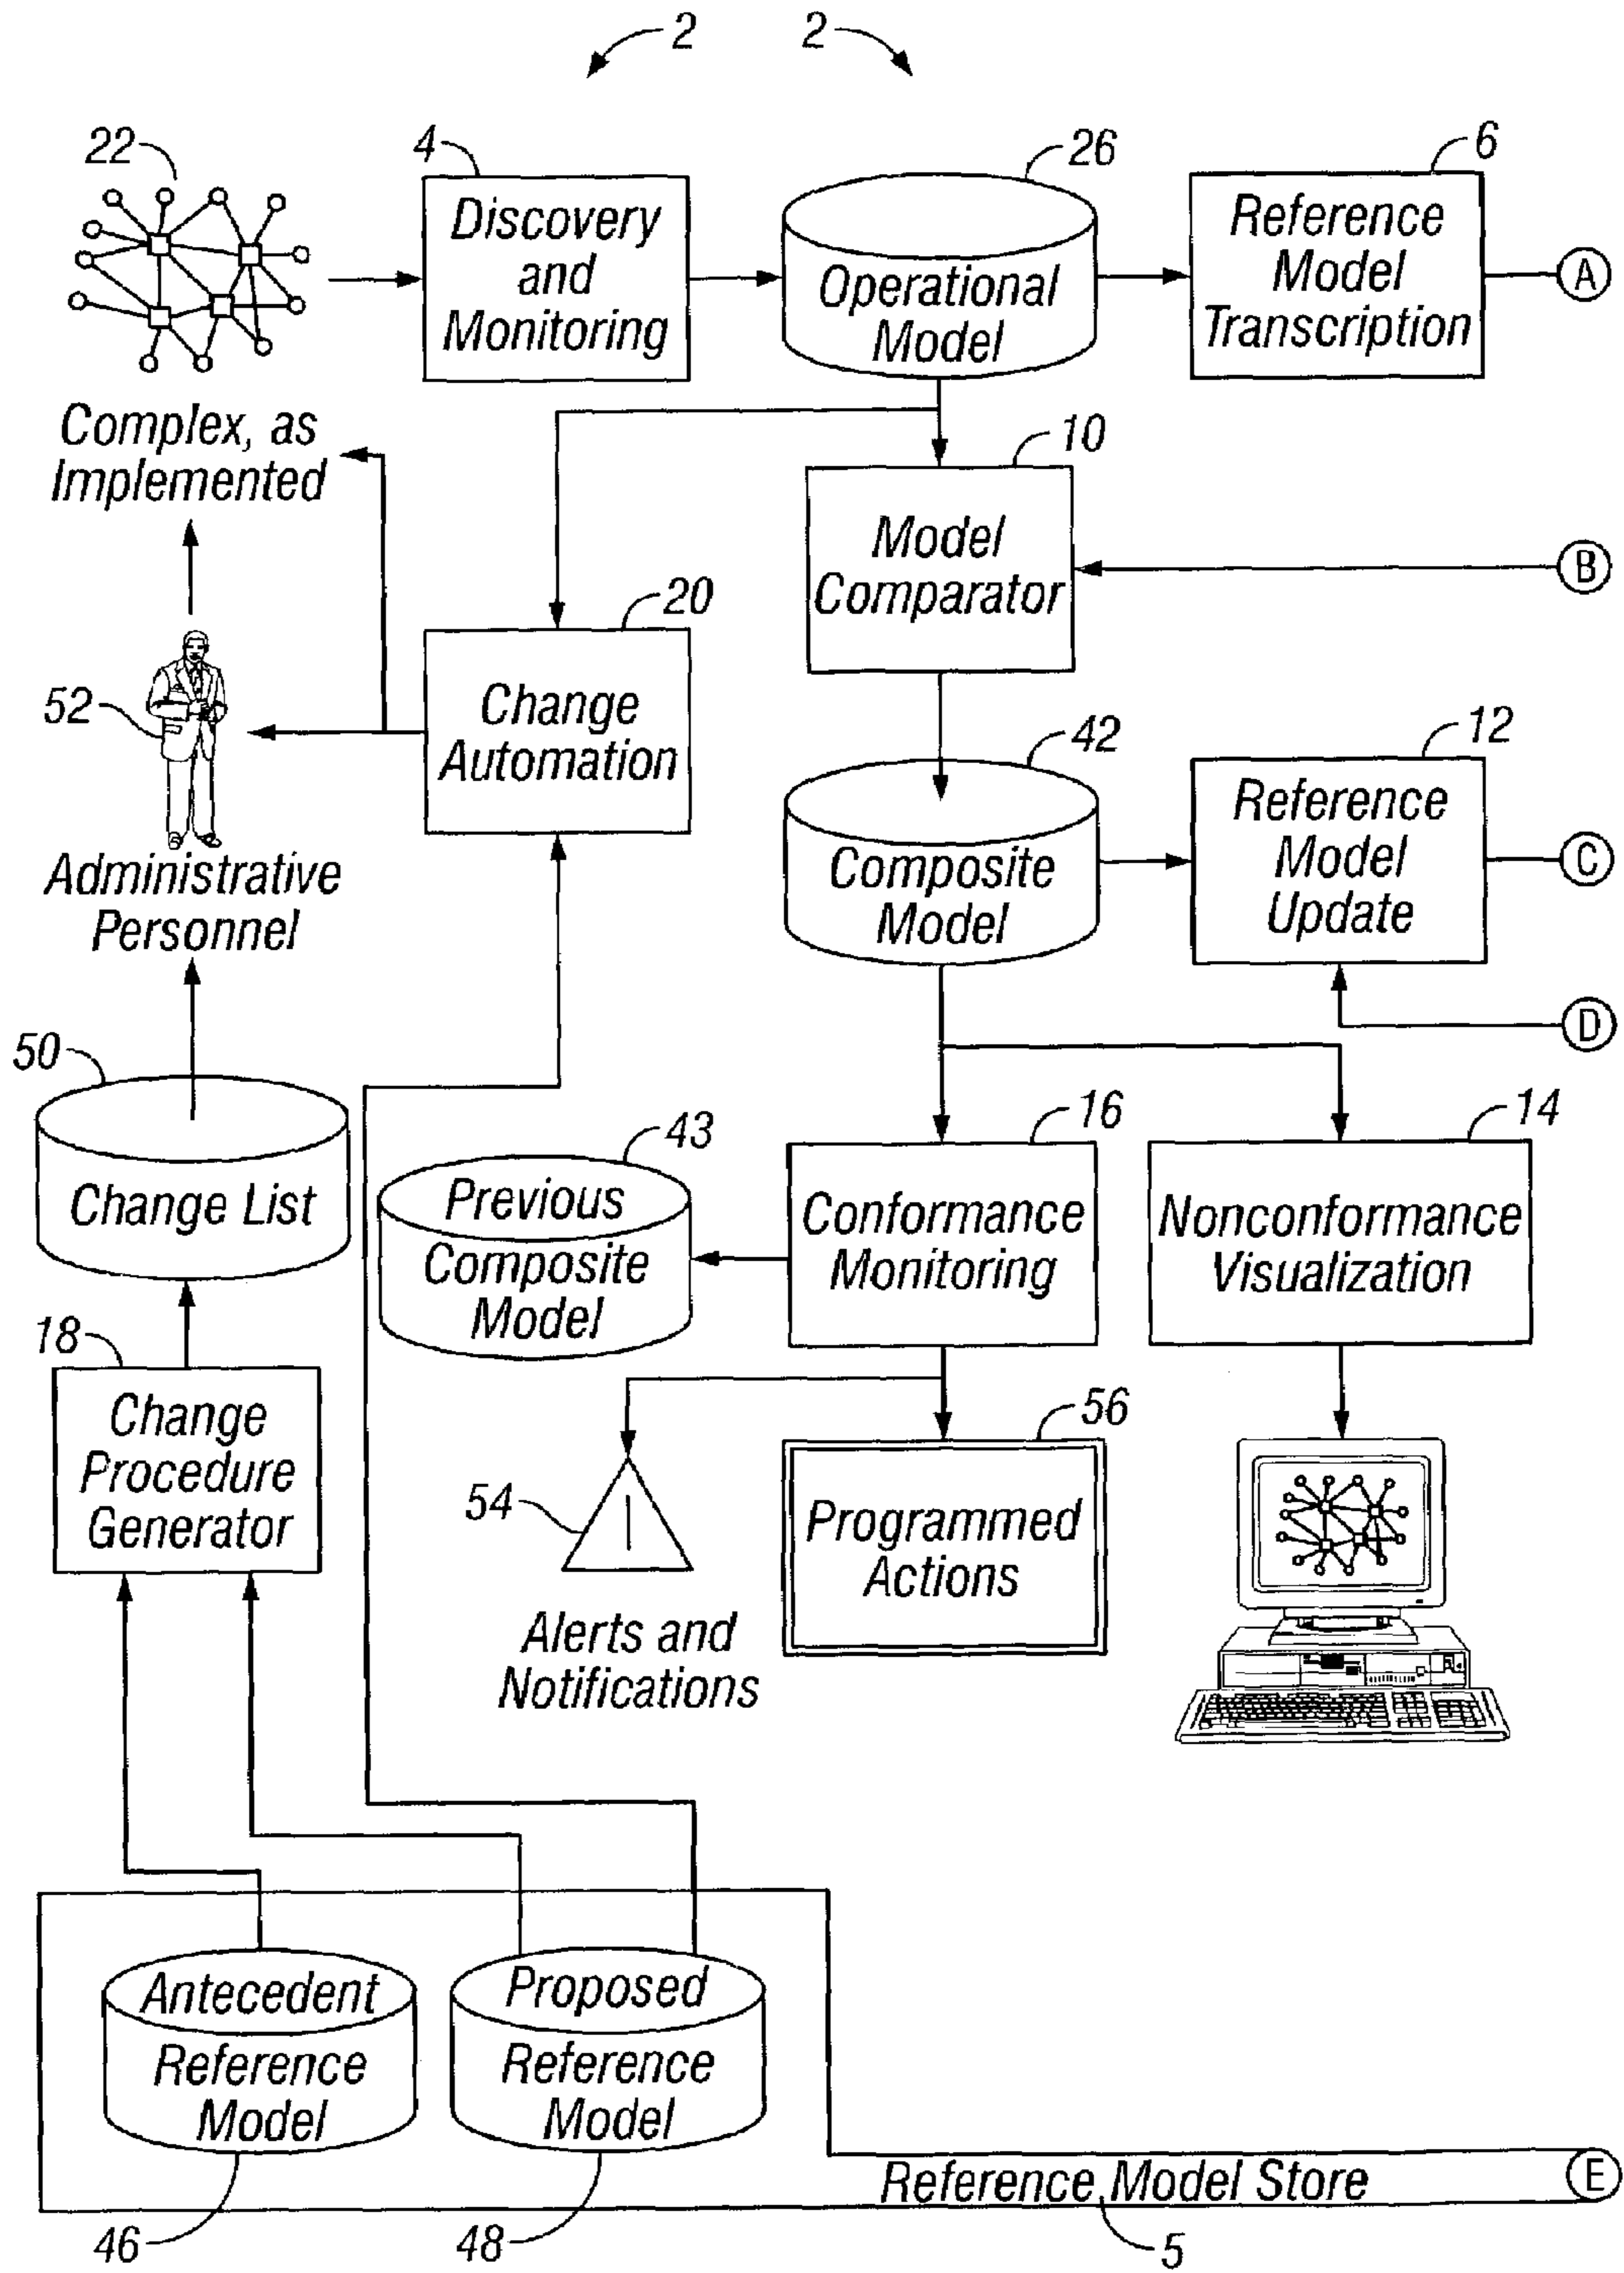 2 2
22
4
Discovery
and
Monitoring
26
Operational
Model
6
Reference
Model
Transcription
A
Complex, as
Implemented
10
Model
Comparator
B
20
Change
Automation
52
Administrative
Personnel
42
Composite
Model
12
Reference
Model
Update
C
D
50
Change List
43
Previous
Composite
Model
16
Conformance
Monitoring
14
Nonconformance
Visualization
18
Change
Procedure
Generator
54
Alerts and
Notifications
56
Programmed
Actions
Antecedent
Reference
Model
46
Proposed
Reference
Model
48
Reference Model Store
5
E